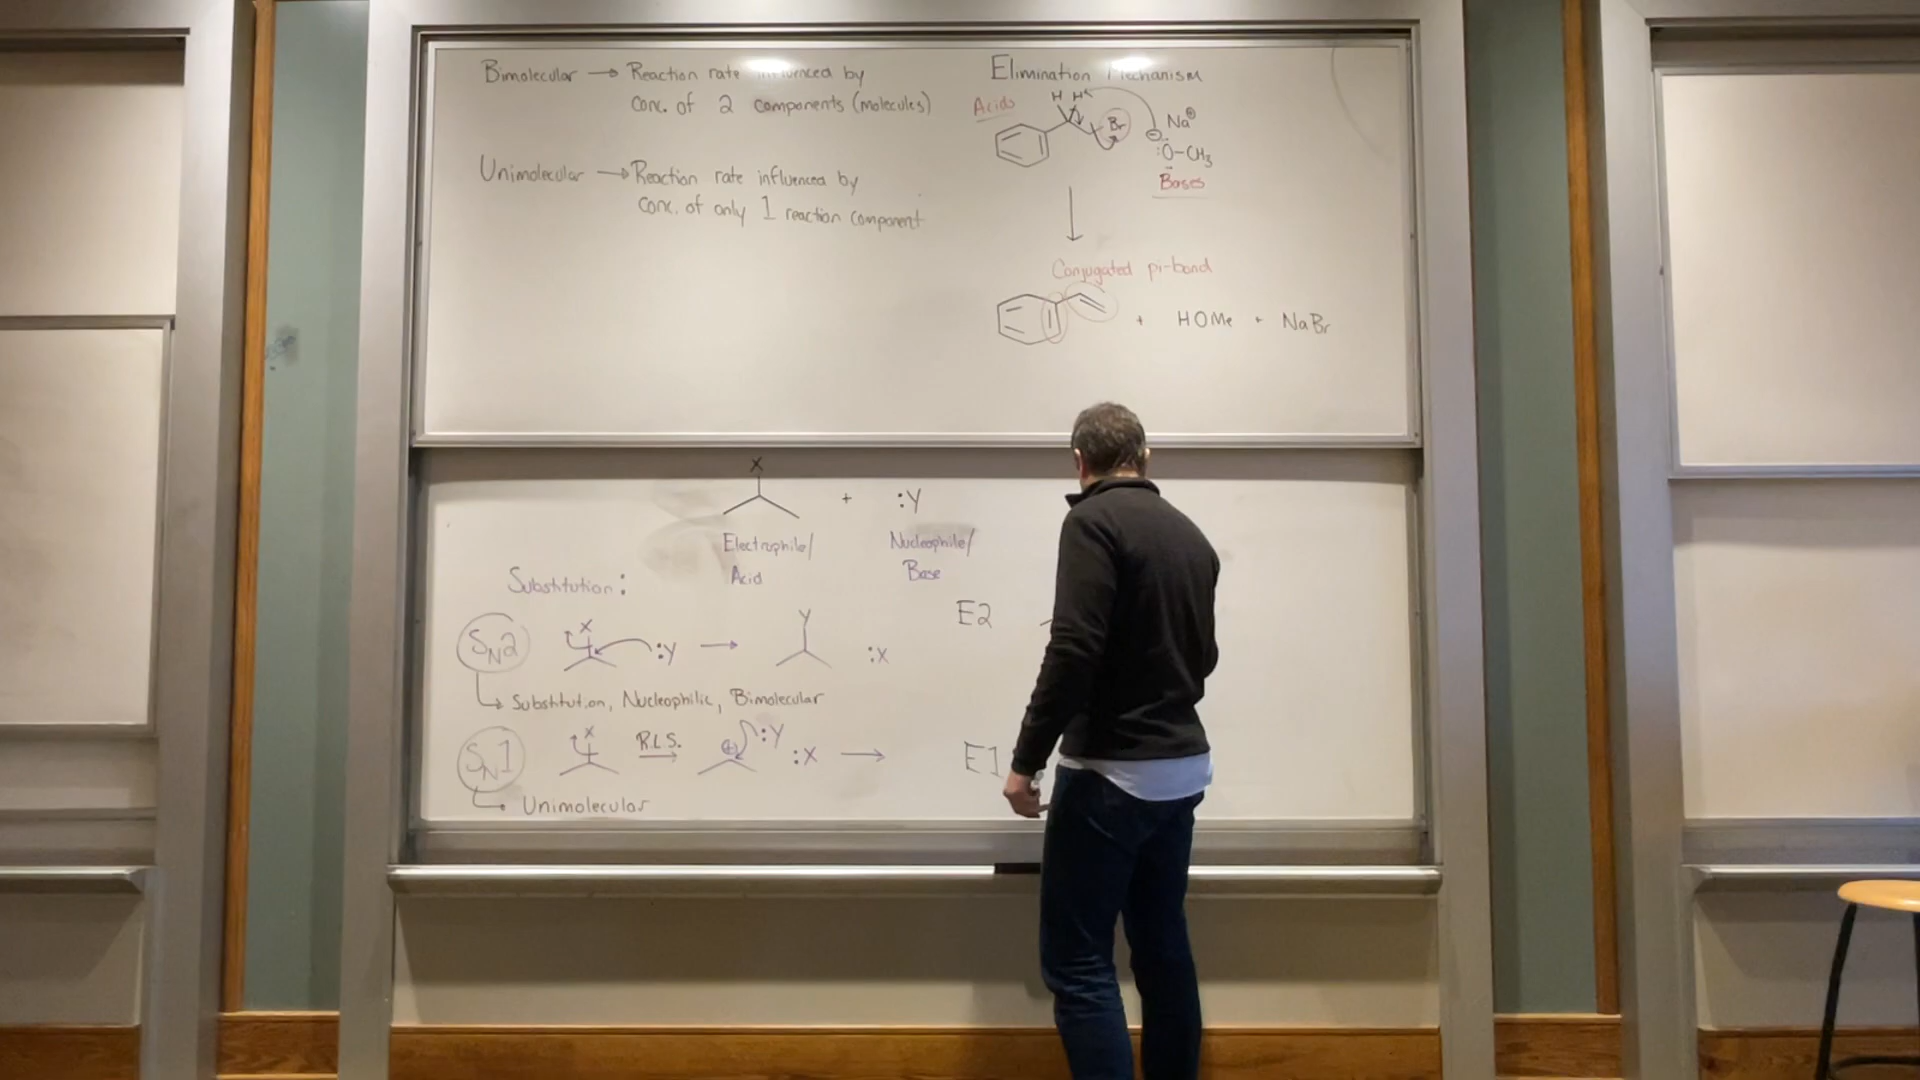 Bimolecular → Reaction rate influenced by
conc. of 2 components (molecules)
Unimolecular → Reaction rate influenced by
conc. of only 1 reaction component
Elimination Mechanism
Acids
H H
Br
Na⊕
⊖
:O-CH3
Bases
Conjugated pi-bond
+ HOMe + NaBr
X
+ :Y
Electrophile/
Acid
Nucleophile/
Base
Substitution:
SN2
X
:Y →
Y
:X
↳ Substitution, Nucleophilic, Bimolecular
SN1
X
R.L.S.
→
⊕ :Y
:X →
↳ Unimolecular
E2
E1